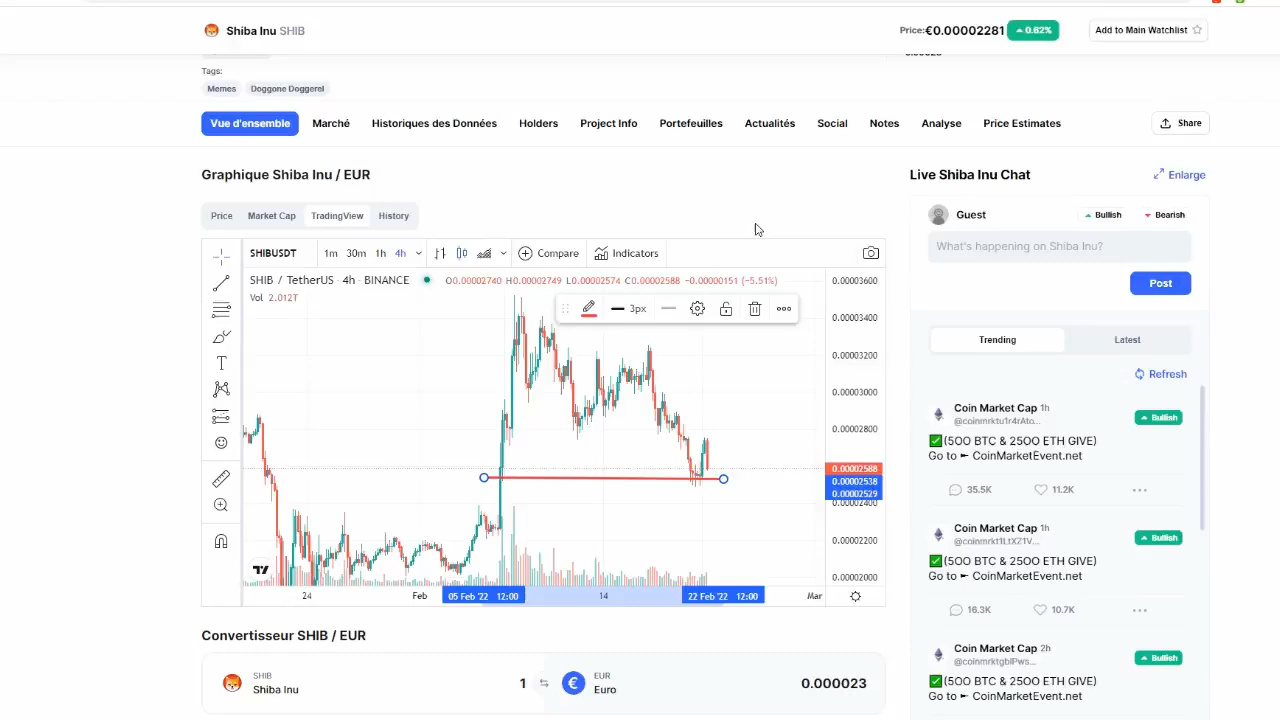 Shiba Inu SHIB
Price:€0.00002281 0.62%
Add to Main Watchlist
Tags:
Memes Doggone Doggerel
Vue d'ensemble Marché Historiques des Données Holders Project Info Portefeuilles Actualités Social Notes Analyse Price Estimates Share
Graphique Shiba Inu / EUR
Price Market Cap TradingView History
SHIBUSDT 1m 30m 1h 4h Compare Indicators
SHIB / TetherUS · 4h · BINANCE O0.00002740 H0.00002749 L0.00002574 C0.00002588 −0.00000151 (−5.51%)
Vol 2.012T
3px
0.00003600
0.00003400
0.00003200
0.00003000
0.00002800
0.00002588
0.00002538
0.00002529
0.00002400
0.00002200
0.00002000
24 Feb 05 Feb '22 12:00 14 22 Feb '22 12:00 Mar
Convertisseur SHIB / EUR
SHIB
Shiba Inu
1
EUR
Euro
0.000023
Live Shiba Inu Chat Enlarge
Guest Bullish Bearish
What's happening on Shiba Inu?
Post
Trending Latest
Refresh
Coin Market Cap 1h
@coinmrktu1r4rAto...
Bullish
✅(5OO BTC & 25OO ETH GIVE)
Go to ► CoinMarketEvent.net
35.5K 11.2K
Coin Market Cap 1h
@coinmrkt1LtX21V...
Bullish
✅(5OO BTC & 25OO ETH GIVE)
Go to ► CoinMarketEvent.net
16.3K 10.7K
Coin Market Cap 2h
@coinmrktgblPws...
Bullish
✅(5OO BTC & 25OO ETH GIVE)
Go to ► CoinMarketEvent.net